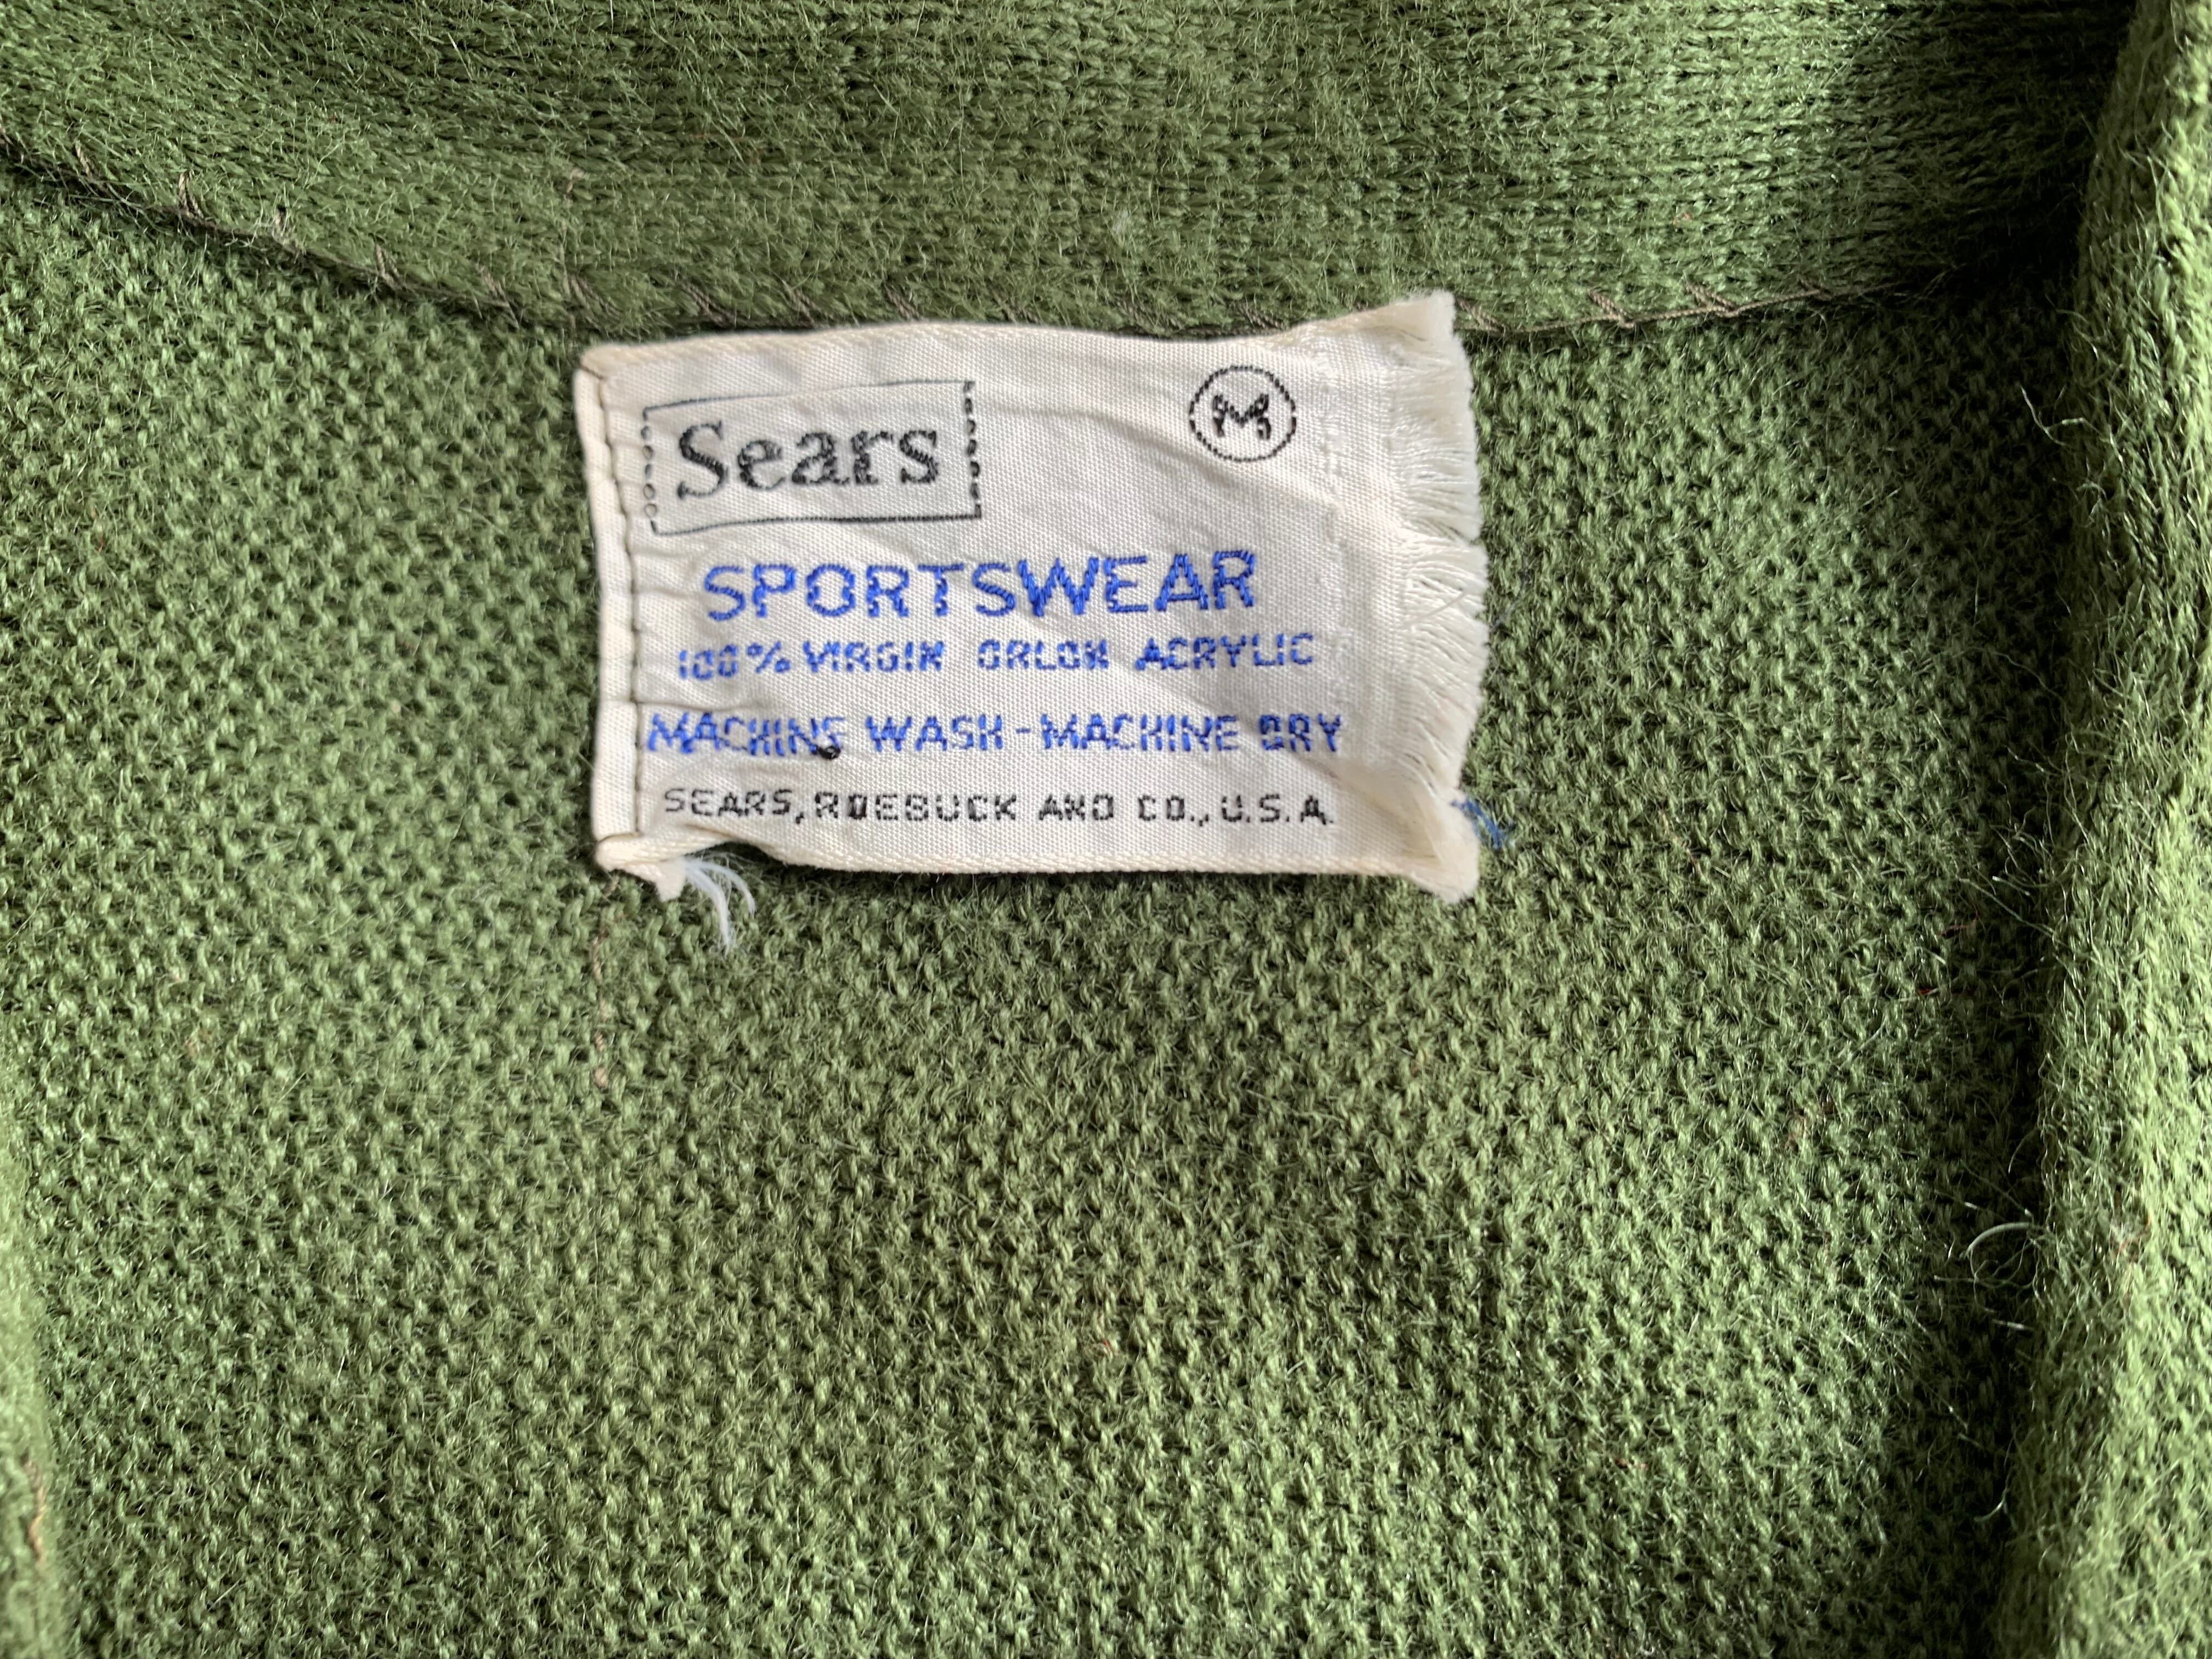 Sears M
SPORTSWEAR
100% VIRGIN ORLON ACRYLIC
MACHINE WASH-MACHINE DRY
SEARS, ROEBUCK AND CO., U.S.A.